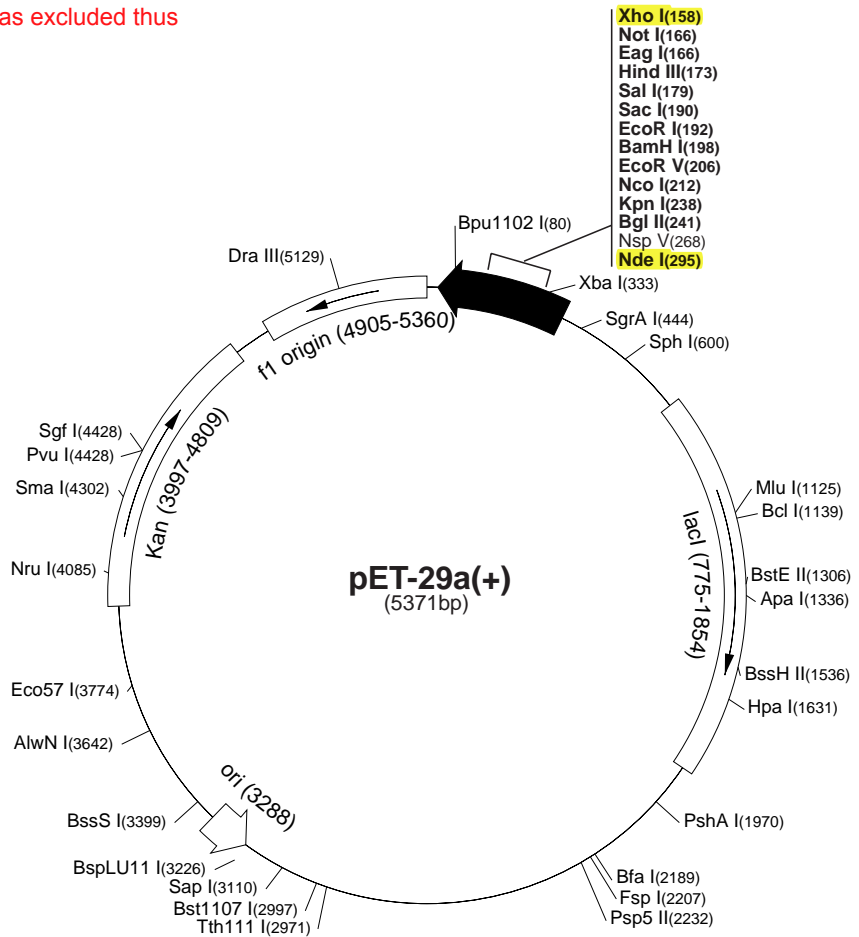 as excluded thus
Xho I(158)
Not I(166)
Eag I(166)
Hind III(173)
Sal I(179)
Sac I(190)
EcoR I(192)
BamH I(198)
EcoR V(206)
Nco I(212)
Kpn I(238)
Bgl II(241)
Nsp V(268)
Nde I(295)
Bpu1102 I(80)
Dra III(5129)
Xba I(333)
SgrA I(444)
Sph I(600)
f1 origin (4905-5360)
Sgf I(4428)
Pvu I(4428)
Sma I(4302)
Nru I(4085)
Kan (3997-4809)
Mlu I(1125)
Bcl I(1139)
BstE II(1306)
Apa I(1336)
BssH II(1536)
Hpa I(1631)
lacI (775-1854)
pET-29a(+)
(5371bp)
Eco57 I(3774)
AlwN I(3642)
ori (3288)
BssS I(3399)
BspLU11 I(3226)
Sap I(3110)
Bst1107 I(2997)
Tth111 I(2971)
PshA I(1970)
Bfa I(2189)
Fsp I(2207)
Psp5 II(2232)